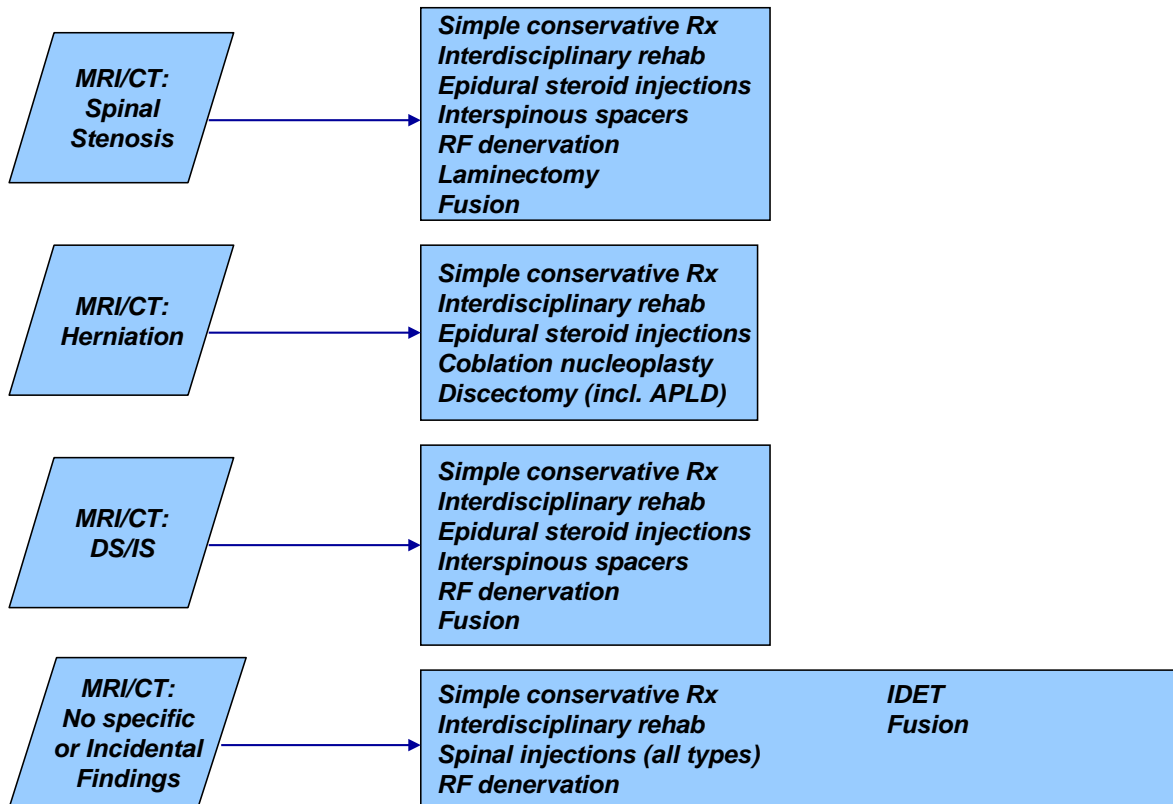 MRI/CT:
Spinal
Stenosis
Simple conservative Rx
Interdisciplinary rehab
Epidural steroid injections
Interspinous spacers
RF denervation
Laminectomy
Fusion
MRI/CT:
Herniation
Simple conservative Rx
Interdisciplinary rehab
Epidural steroid injections
Coblation nucleoplasty
Discectomy (incl. APLD)
MRI/CT:
DS/IS
Simple conservative Rx
Interdisciplinary rehab
Epidural steroid injections
Interspinous spacers
RF denervation
Fusion
MRI/CT:
No specific
or Incidental
Findings
Simple conservative Rx
Interdisciplinary rehab
Spinal injections (all types)
RF denervation
IDET
Fusion